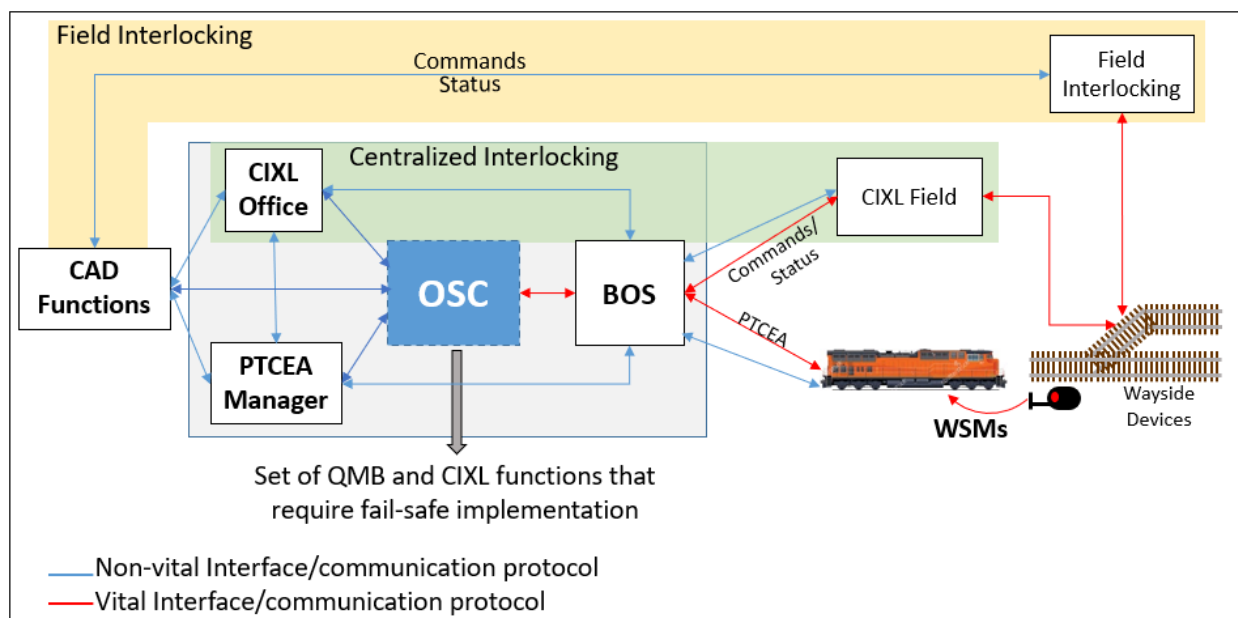 Field Interlocking
Commands
Status
Field
Interlocking
Centralized Interlocking
CIXL
Office
CIXL Field
CAD
Functions
OSC
BOS
Commands/
Status
PTCEA
PTCEA
Manager
WSMs
Wayside
Devices
Set of QMB and CIXL functions that
require fail-safe implementation
Non-vital Interface/communication protocol
Vital Interface/communication protocol